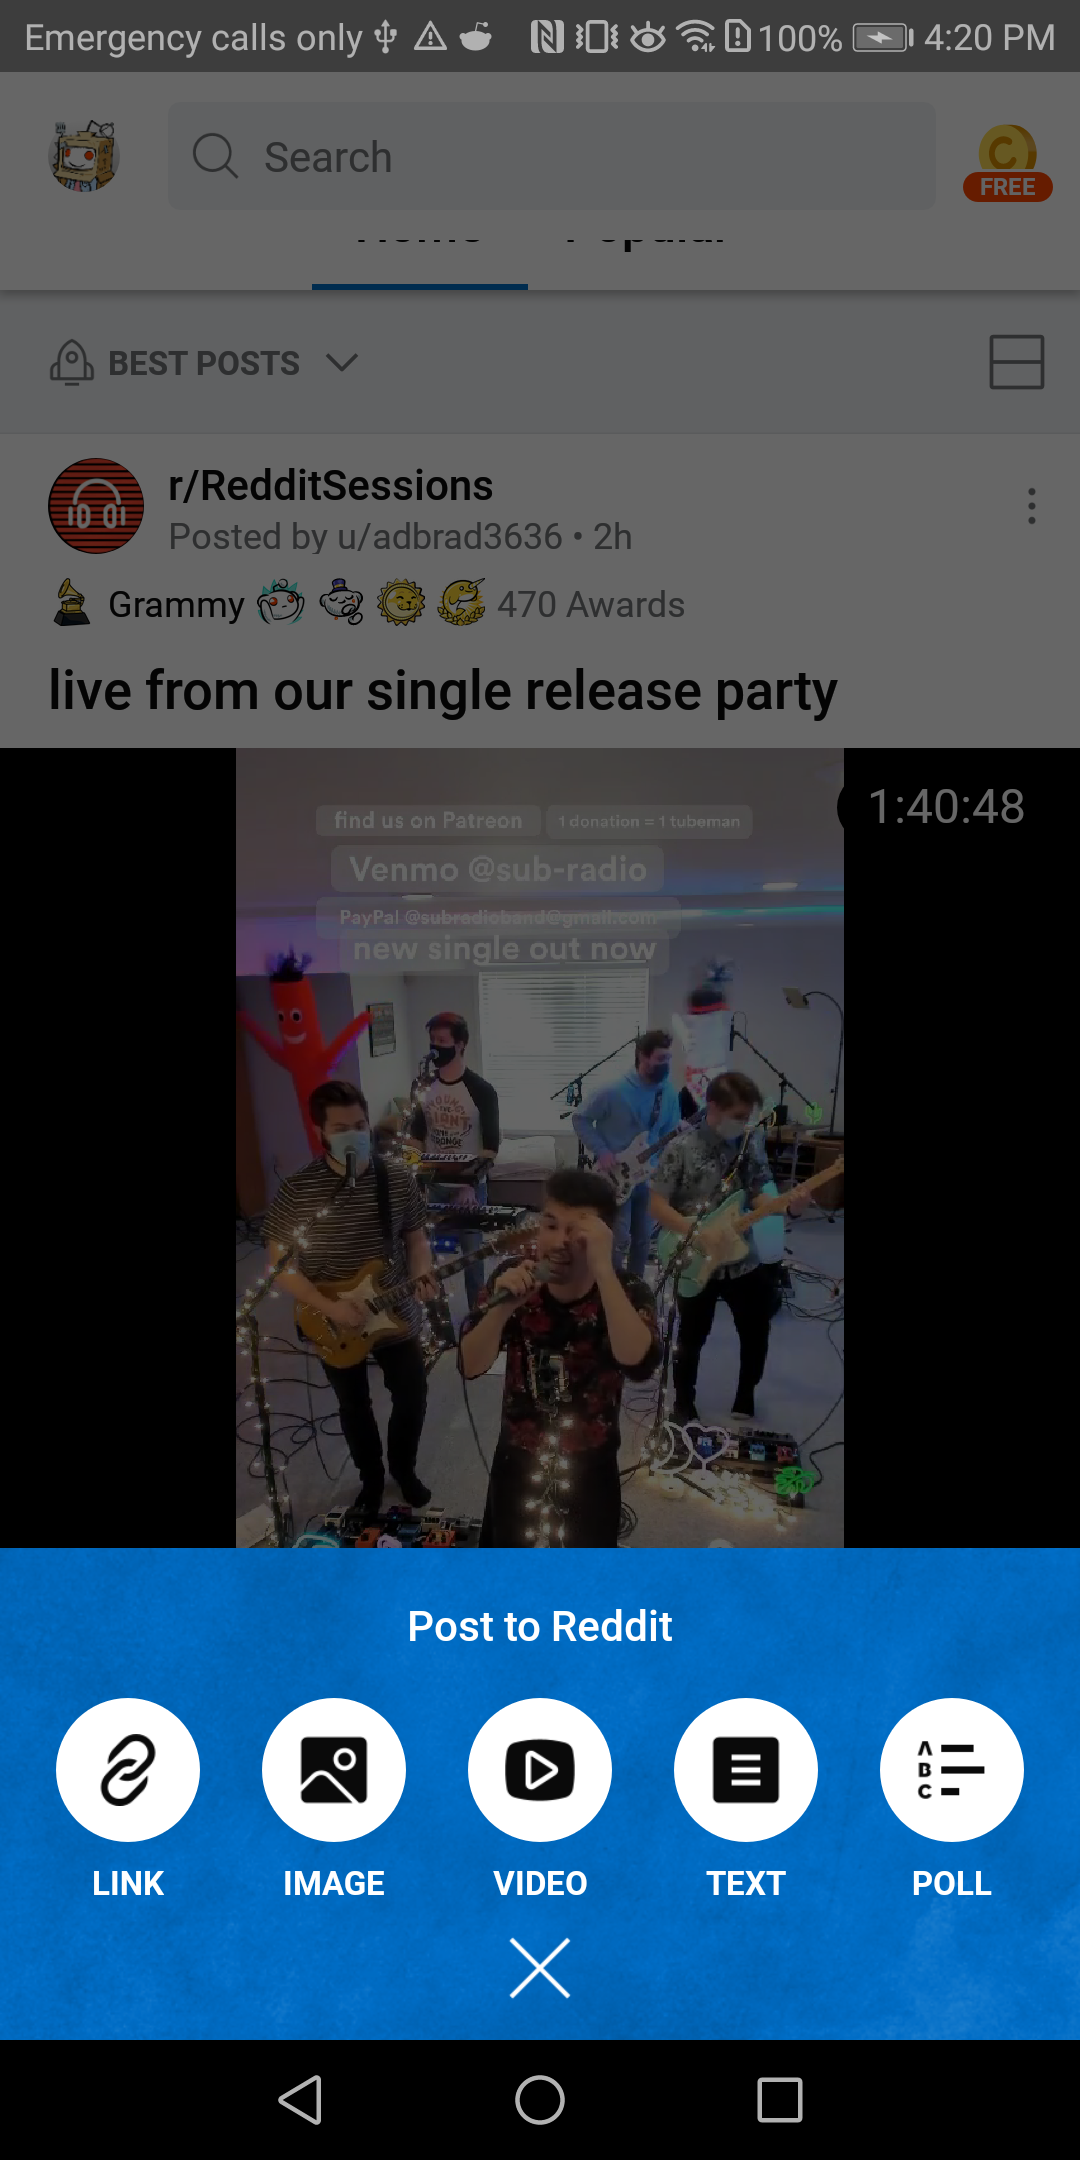 Emergency calls only 100% 4:20 PM
Search
FREE
Home Popular
BEST POSTS
r/RedditSessions
Posted by u/adbrad3636 • 2h
Grammy 470 Awards
live from our single release party
1:40:48
find us on Patreon 1 donation = 1 tubeman
Venmo @sub-radio
PayPal @subradioband@gmail.com
new single out now
Post to Reddit
A
B
C
LINK IMAGE VIDEO TEXT POLL